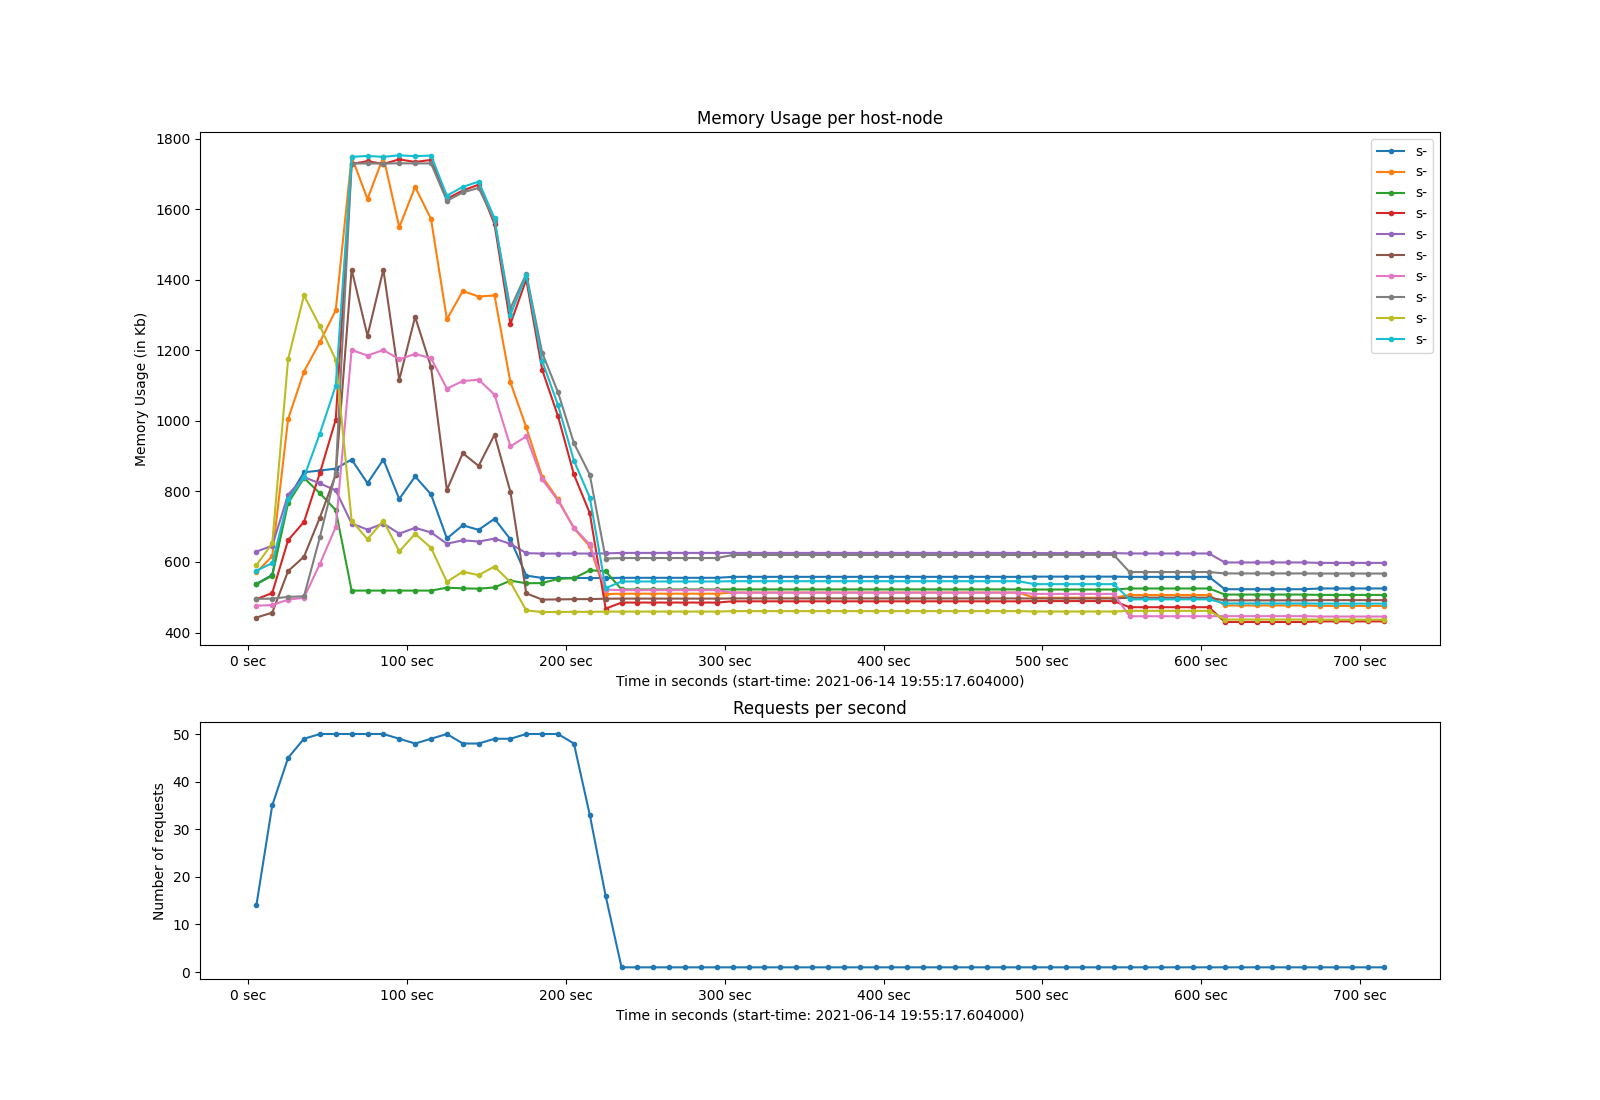 Memory Usage per host-node
1800
1600
1400
1200
1000
800
600
400
Memory Usage (in Kb)
s-
s-
s-
s-
s-
s-
s-
s-
s-
s-
0 sec 100 sec 200 sec 300 sec 400 sec 500 sec 600 sec 700 sec
Time in seconds (start-time: 2021-06-14 19:55:17.604000)
Requests per second
50
40
30
20
10
0
Number of requests
0 sec 100 sec 200 sec 300 sec 400 sec 500 sec 600 sec 700 sec
Time in seconds (start-time: 2021-06-14 19:55:17.604000)